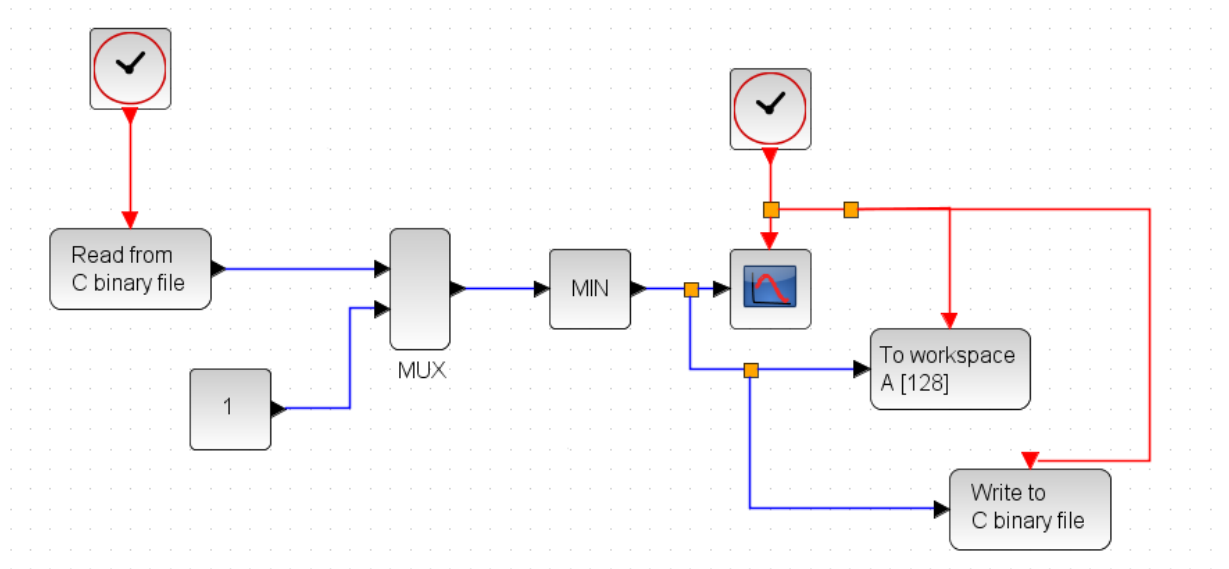 Read from
C binary file
1
MUX
MIN
To workspace
A [128]
Write to
C binary file